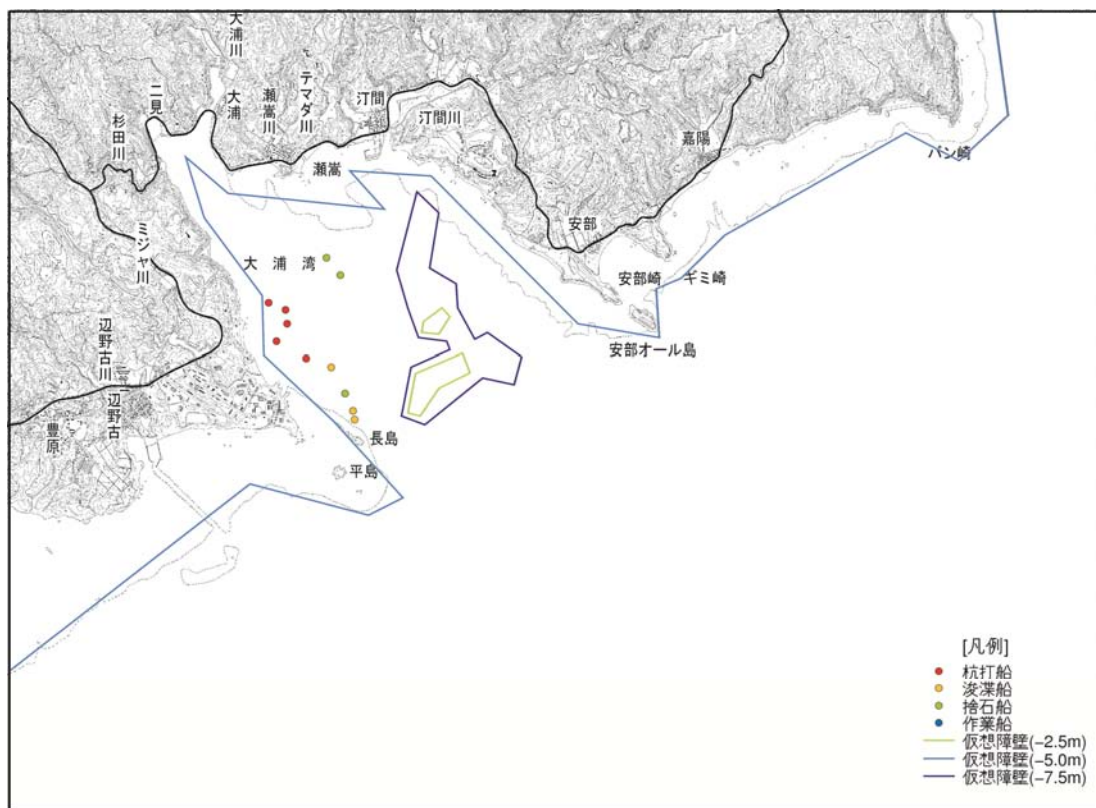 大浦川
大浦
二見
杉田川
瀬嵩川
テマダ川
汀間
汀間川
瀬嵩
嘉陽
バン崎
安部
安部崎
ギミ崎
安部オール島
ミジャ川
大浦湾
辺野古川
辺野古
豊原
長島
平島
[凡例]
杭打船
浚渫船
捨石船
作業船
仮想障壁(-2.5m)
仮想障壁(-5.0m)
仮想障壁(-7.5m)